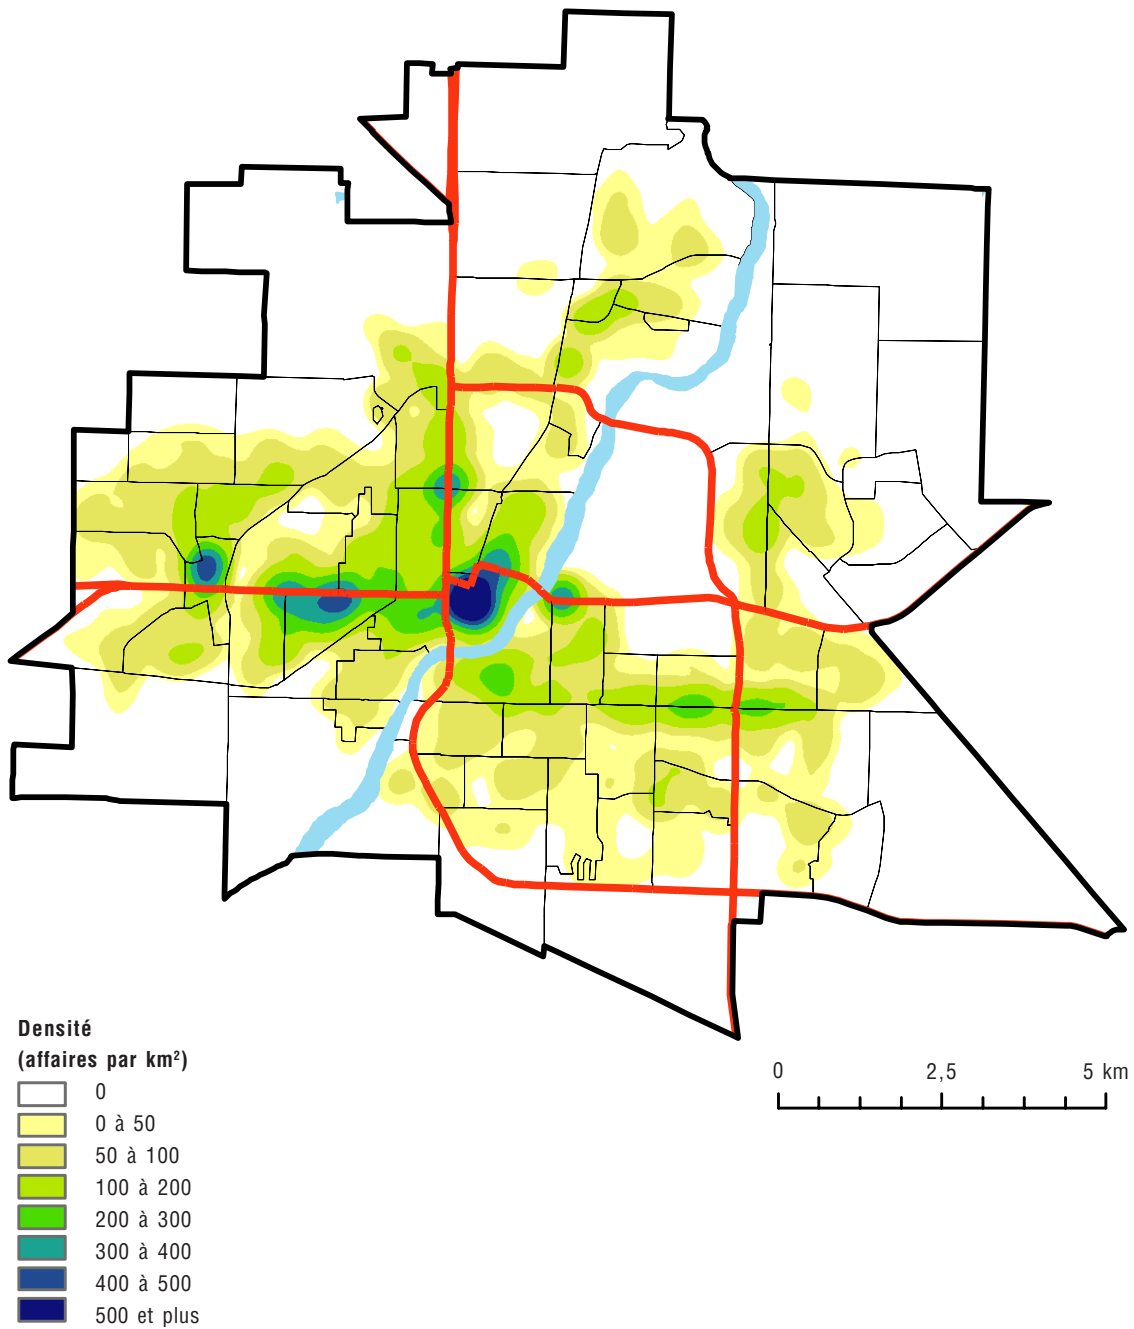 Densité
(affaires par km²)
0
0 à 50
50 à 100
100 à 200
200 à 300
300 à 400
400 à 500
500 et plus
0 2,5 5 km